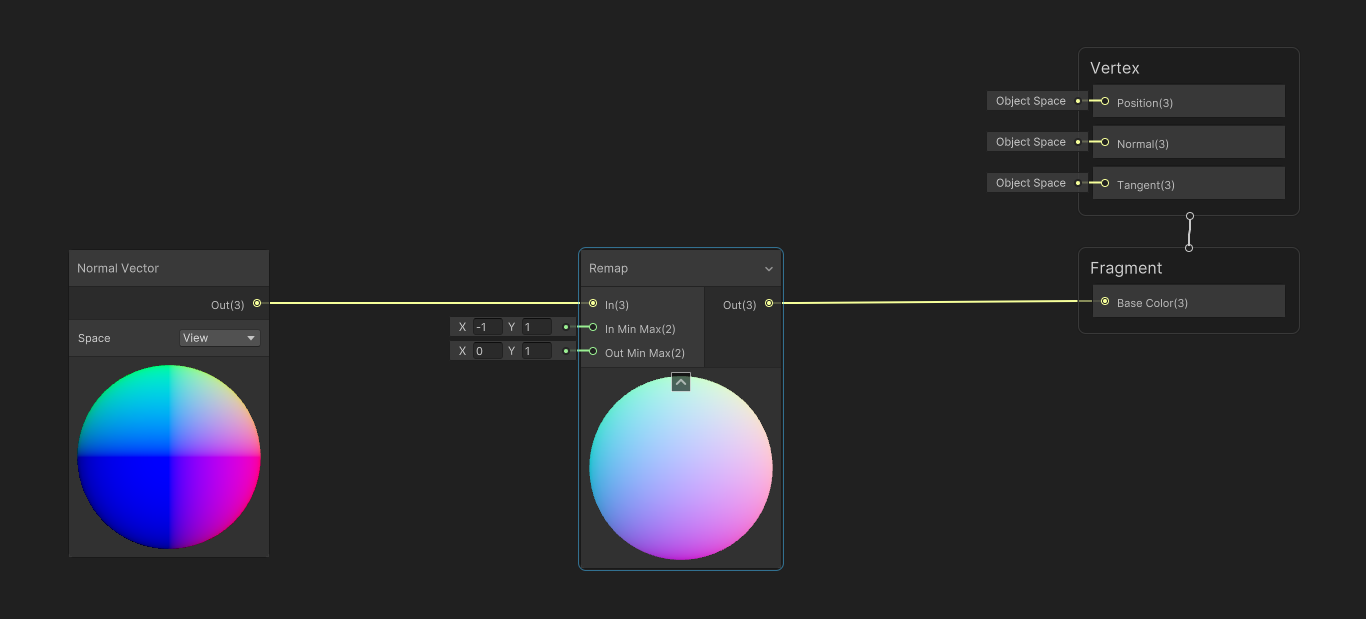 Vertex
Object Space
Position(3)
Object Space
Normal(3)
Object Space
Tangent(3)
Normal Vector
Out(3)
Space
View
Remap
In(3)
Out(3)
X -1 Y 1
In Min Max(2)
X 0 Y 1
Out Min Max(2)
Fragment
Base Color(3)